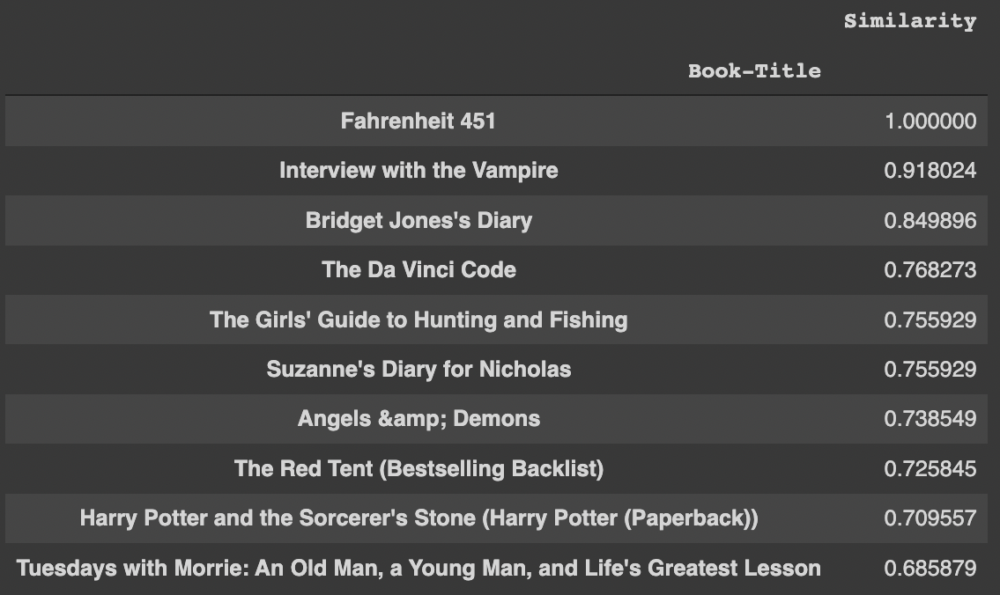 Similarity
Book-Title
Fahrenheit 451 1.000000
Interview with the Vampire 0.918024
Bridget Jones's Diary 0.849896
The Da Vinci Code 0.768273
The Girls' Guide to Hunting and Fishing 0.755929
Suzanne's Diary for Nicholas 0.755929
Angels &amp; Demons 0.738549
The Red Tent (Bestselling Backlist) 0.725845
Harry Potter and the Sorcerer's Stone (Harry Potter (Paperback)) 0.709557
Tuesdays with Morrie: An Old Man, a Young Man, and Life's Greatest Lesson 0.685879